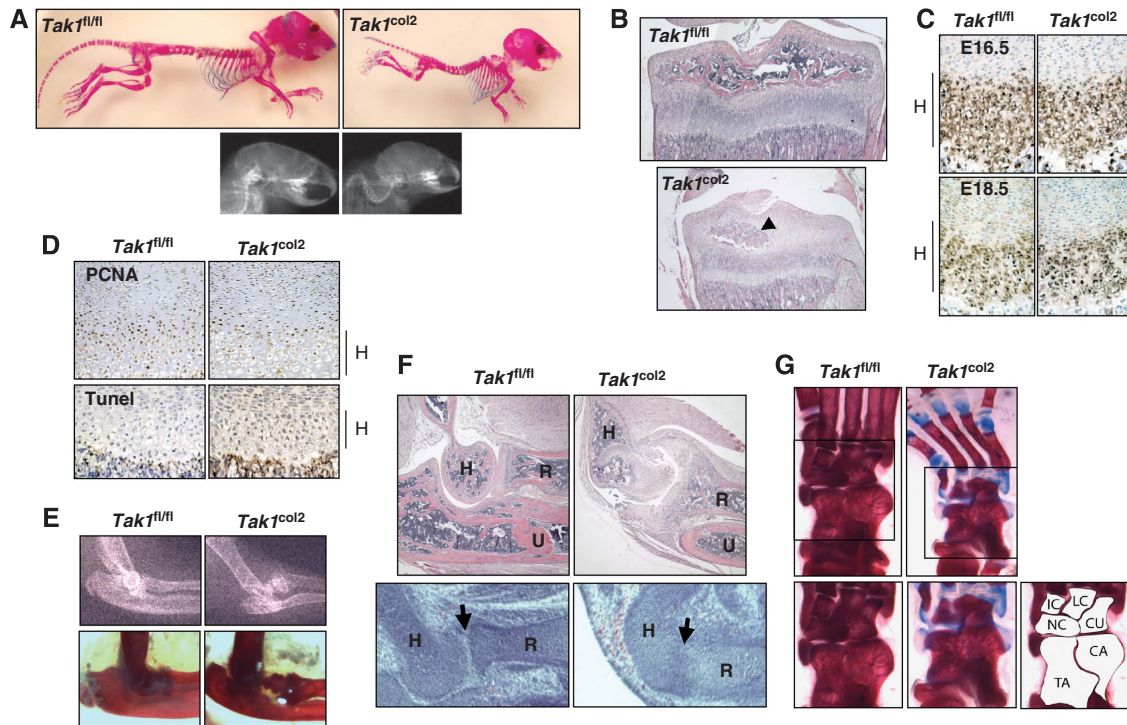 A
Tak1fl/fl
Tak1col2
B
Tak1fl/fl
Tak1col2
C
Tak1fl/fl
Tak1col2
E16.5
H
E18.5
H
D
Tak1fl/fl
Tak1col2
PCNA
H
Tunel
H
E
Tak1fl/fl
Tak1col2
F
Tak1fl/fl
Tak1col2
H
R
U
H
R
U
H
R
H
R
G
Tak1fl/fl
Tak1col2
IC
LC
NC
CU
CA
TA